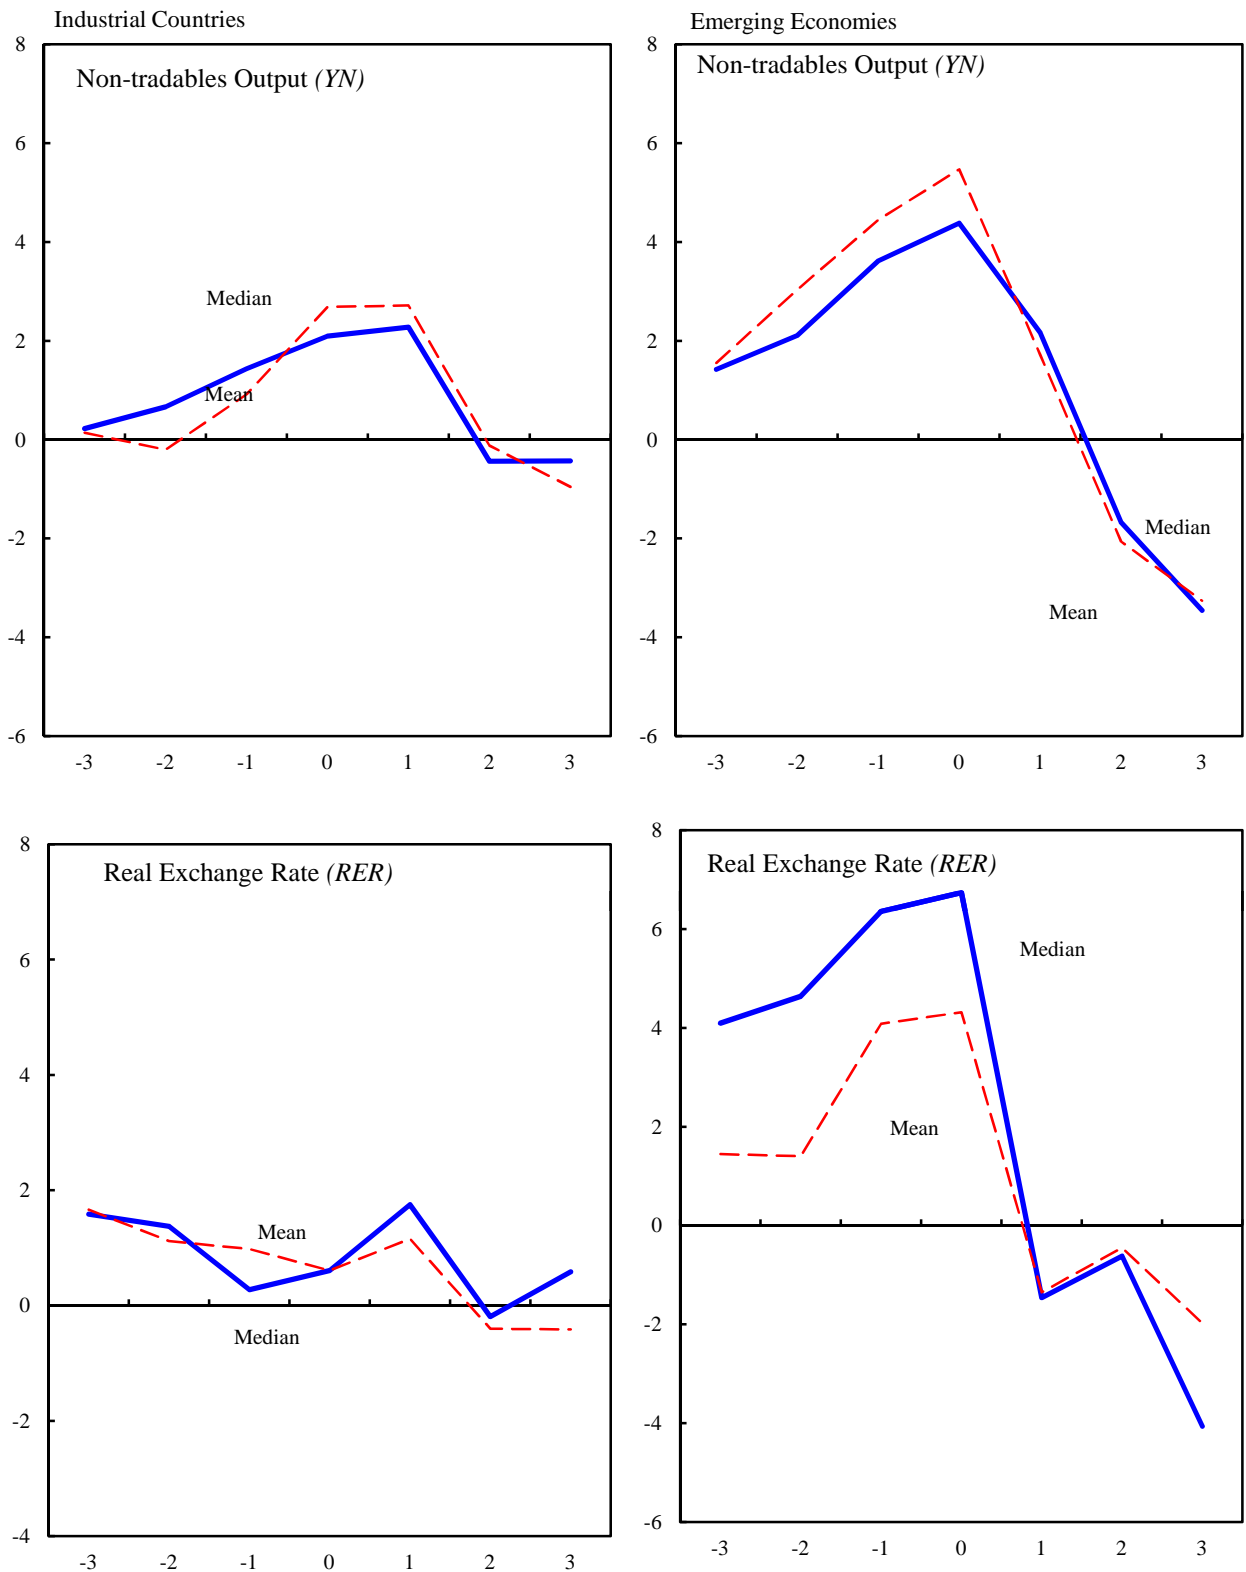 Industrial Countries
Non-tradables Output (YN)
8
6
4
2
0
-2
-4
-6
Median
Mean
-3 -2 -1 0 1 2 3
Emerging Economies
Non-tradables Output (YN)
8
6
4
2
0
-2
-4
-6
Median
Mean
-3 -2 -1 0 1 2 3
Real Exchange Rate (RER)
8
6
4
2
0
-2
-4
Mean
Median
-3 -2 -1 0 1 2 3
Real Exchange Rate (RER)
8
6
4
2
0
-2
-4
-6
Median
Mean
-3 -2 -1 0 1 2 3